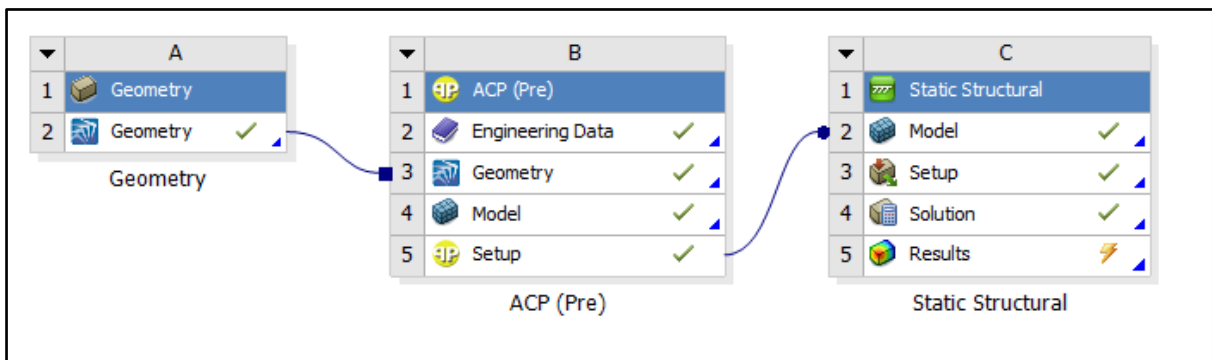 A
1 Geometry
2 Geometry
Geometry
B
1 ACP (Pre)
2 Engineering Data
3 Geometry
4 Model
5 Setup
ACP (Pre)
C
1 Static Structural
2 Model
3 Setup
4 Solution
5 Results
Static Structural